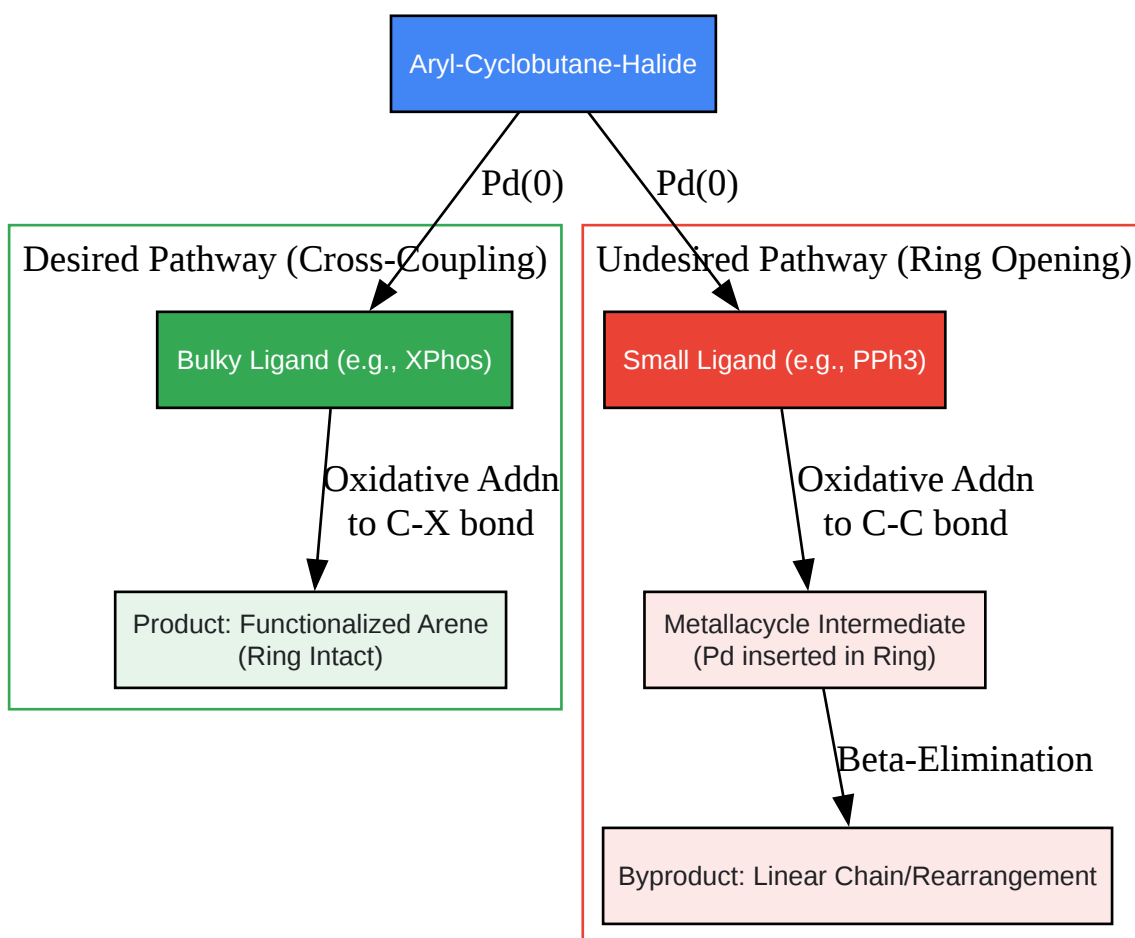 Aryl-Cyclobutane-Halide
Pd(0)
Pd(0)
Desired Pathway (Cross-Coupling)
Bulky Ligand (e.g., XPhos)
Oxidative Addn
to C-X bond
Product: Functionalized Arene
(Ring Intact)
Undesired Pathway (Ring Opening)
Small Ligand (e.g., PPh3)
Oxidative Addn
to C-C bond
Metallacycle Intermediate
(Pd inserted in Ring)
Beta-Elimination
Byproduct: Linear Chain/Rearrangement